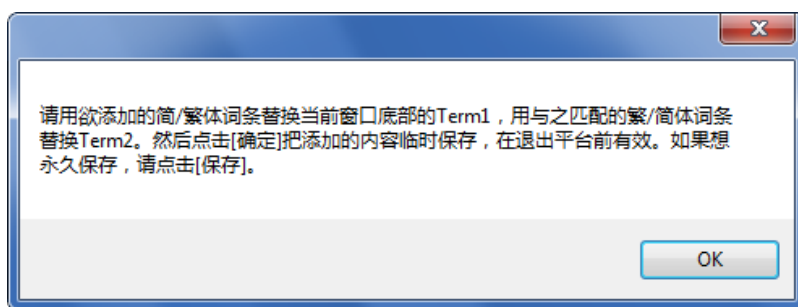 请用欲添加的简/繁体词条替换当前窗口底部的Term1，用与之匹配的繁/简体词条
替换Term2。然后点击[确定]把添加的内容临时保存，在退出平台前有效。如果想
永久保存，请点击[保存]。
OK